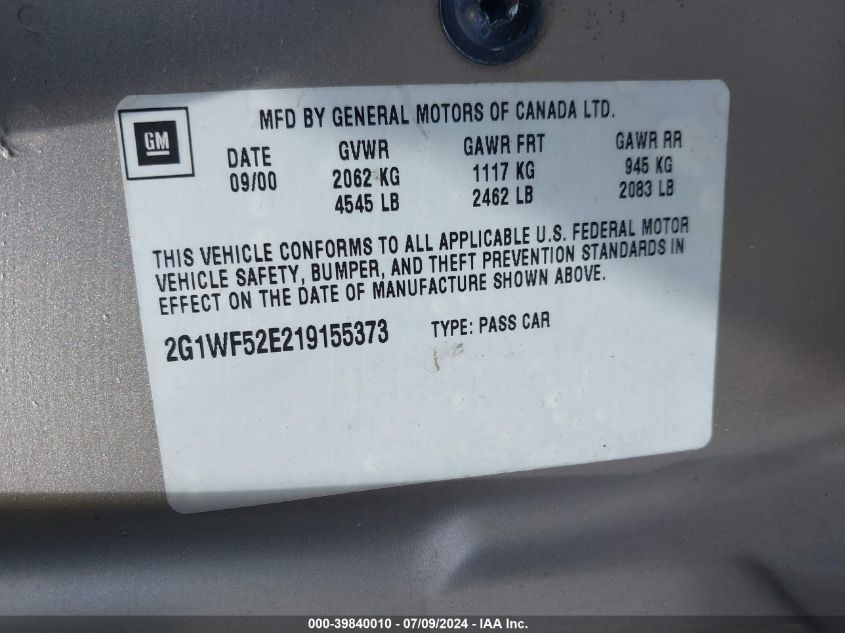 MFD BY GENERAL MOTORS OF CANADA LTD.
GM
DATE GVWR GAWR FRT GAWR RR
09/00 2062 KG 1117 KG 945 KG
4545 LB 2462 LB 2083 LB
THIS VEHICLE CONFORMS TO ALL APPLICABLE U.S. FEDERAL MOTOR
VEHICLE SAFETY, BUMPER, AND THEFT PREVENTION STANDARDS IN
EFFECT ON THE DATE OF MANUFACTURE SHOWN ABOVE.
2G1WF52E219155373 TYPE: PASS CAR
000-39840010 - 07/09/2024 - IAA Inc.